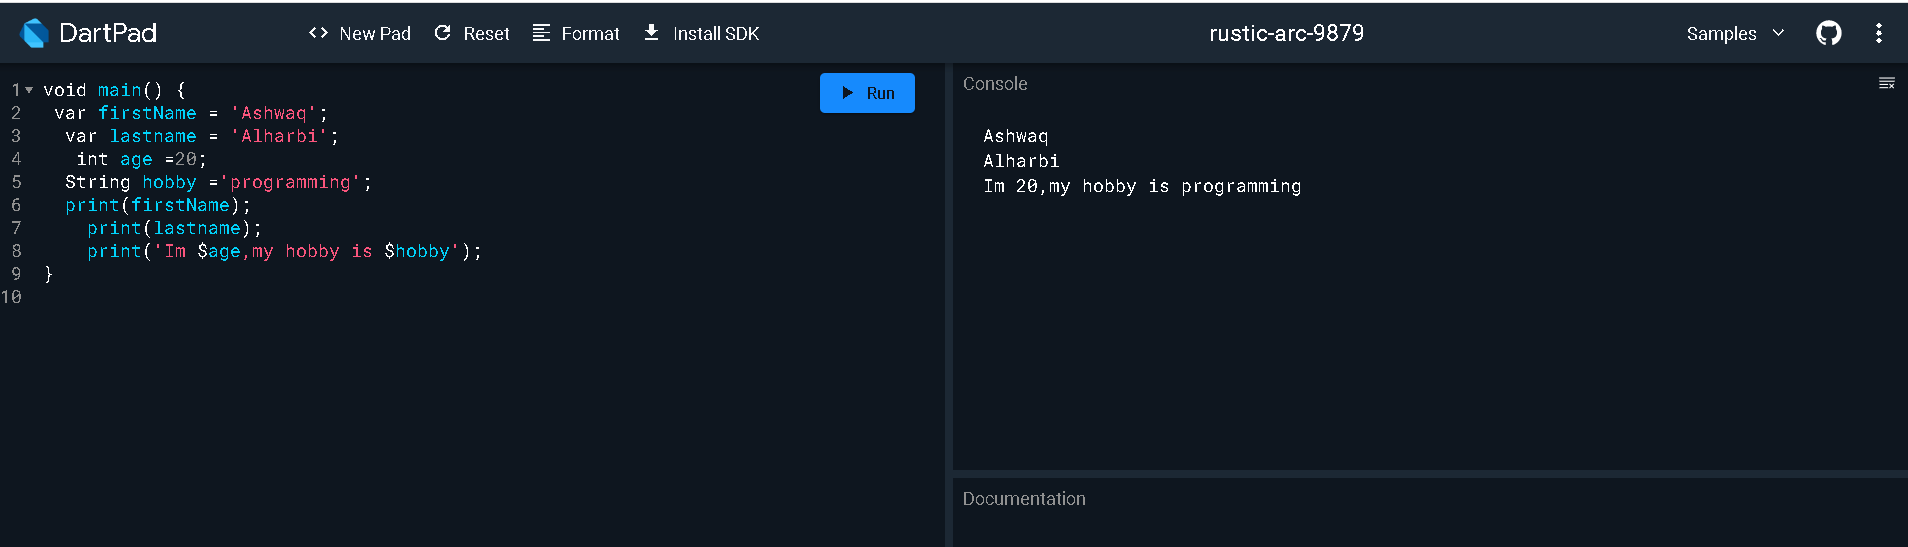 DartPad
<> New Pad
Reset
Format
Install SDK
rustic-arc-9879
Samples
1 void main() {
2 var firstName = 'Ashwaq';
3 var lastname = 'Alharbi';
4 int age =20;
5 String hobby ='programming';
6 print(firstName);
7 print(lastname);
8 print('Im $age,my hobby is $hobby');
9 }
10
Run
Console
Ashwaq
Alharbi
Im 20,my hobby is programming
Documentation